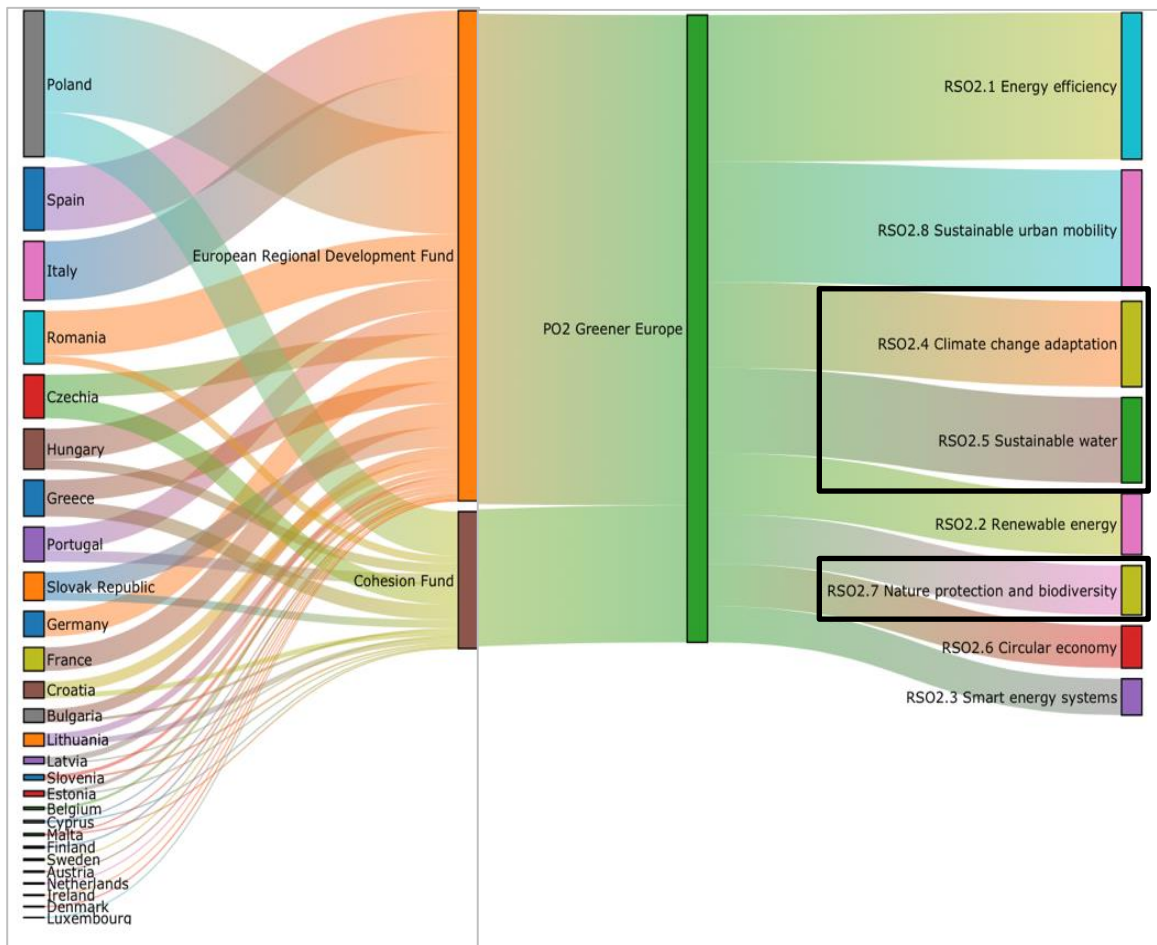 Poland
Spain
Italy
Romania
Czechia
Hungary
Greece
Portugal
Slovak Republic
Germany
France
Croatia
Bulgaria
Lithuania
Latvia
Slovenia
Estonia
Belgium
Cyprus
Malta
Finland
Sweden
Austria
Netherlands
Ireland
Denmark
Luxembourg
European Regional Development Fund
Cohesion Fund
PO2 Greener Europe
RSO2.1 Energy efficiency
RSO2.8 Sustainable urban mobility
RSO2.4 Climate change adaptation
RSO2.5 Sustainable water
RSO2.2 Renewable energy
RSO2.7 Nature protection and biodiversity
RSO2.6 Circular economy
RSO2.3 Smart energy systems